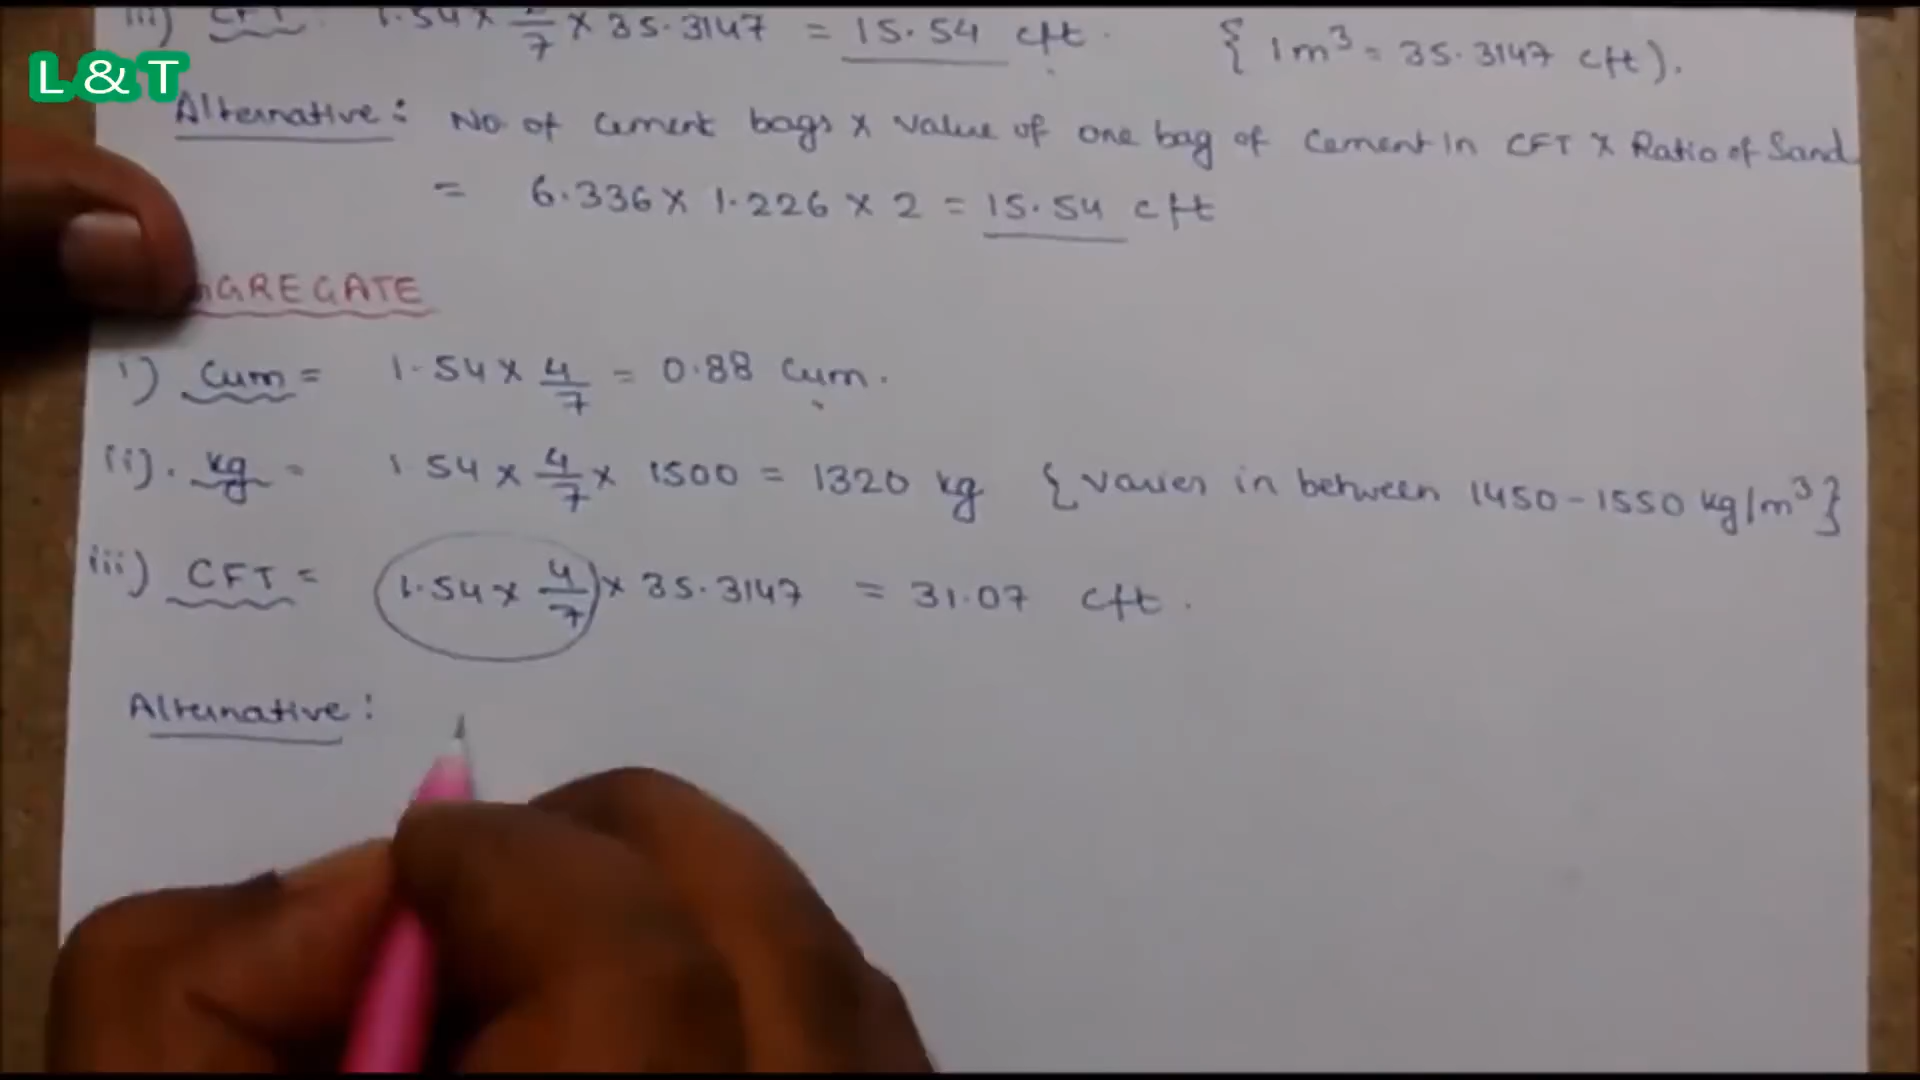 iii) CFT 1.54 x 2/7 x 35.3147 = 15.54 cft. { 1m³ = 35.3147 cft).
L&T
Alternative: No of cement bags x value of one bag of cement in CFT x Ratio of Sand
= 6.336 x 1.226 x 2 = 15.54 cft
GREGATE
i) Cum = 1.54 x 4/7 = 0.88 Cum.
(ii). kg = 1.54 x 4/7 x 1500 = 1320 kg { varies in between 1450-1550 kg/m³}
iii) CFT = 1.54 x 4/7 x 35.3147 = 31.07 cft.
Alternative: